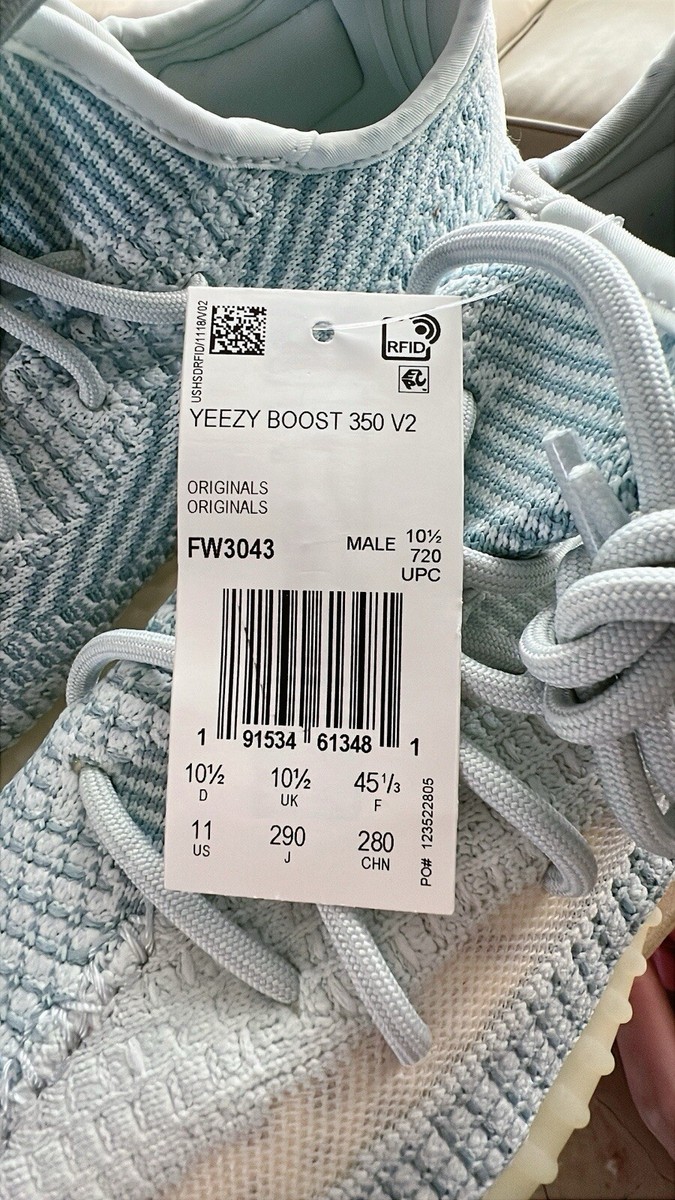 USHSDRFID/1118/V02
RFID
YEEZY BOOST 350 V2
ORIGINALS
ORIGINALS
FW3043
MALE 10½
720
UPC
1 91534 61348 1
10½ 10½ 45⅓
D UK F
11 290 280
US J CHN
PO# 123522805